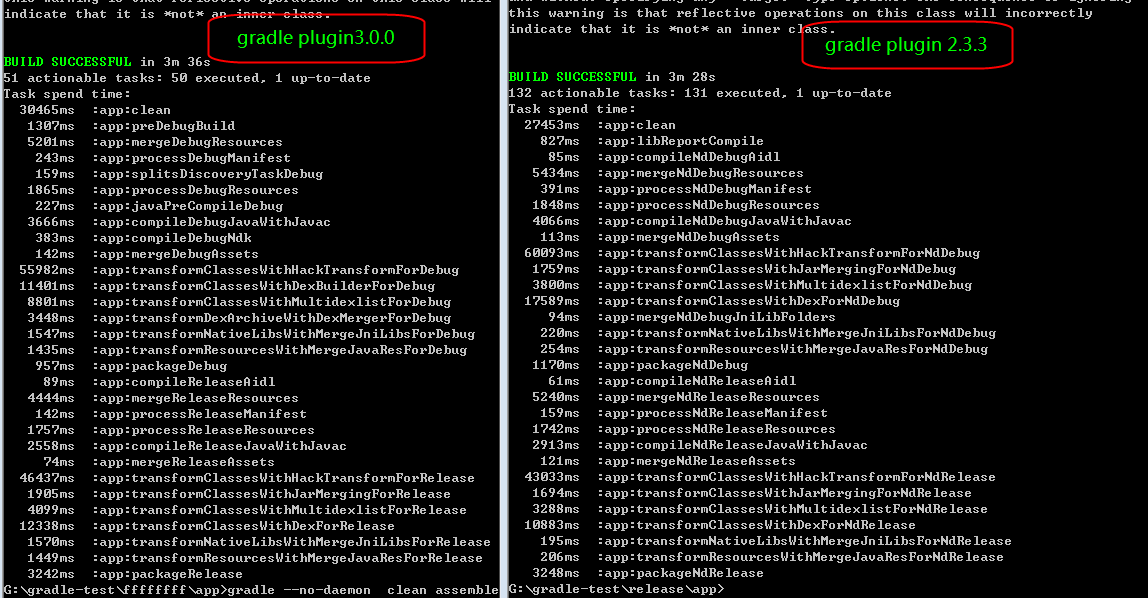 indicate that it is *not* an inner class.
gradle plugin3.0.0
BUILD SUCCESSFUL in 3m 36s
51 actionable tasks: 50 executed, 1 up-to-date
Task spend time:
30465ms  :app:clean
1307ms  :app:preDebugBuild
5201ms  :app:mergeDebugResources
243ms  :app:processDebugManifest
159ms  :app:splitsDiscoveryTaskDebug
1865ms  :app:processDebugResources
227ms  :app:javaPreCompileDebug
3666ms  :app:compileDebugJavaWithJavac
383ms  :app:compileDebugNdk
142ms  :app:mergeDebugAssets
55982ms  :app:transformClassesWithHackTransformForDebug
11401ms  :app:transformClassesWithDexBuilderForDebug
8801ms  :app:transformClassesWithMultidexlistForDebug
3448ms  :app:transformDexArchiveWithDexMergerForDebug
1547ms  :app:transformNativeLibsWithMergeJniLibsForDebug
1435ms  :app:transformResourcesWithMergeJavaResForDebug
957ms  :app:packageDebug
89ms  :app:compileReleaseAidl
4444ms  :app:mergeReleaseResources
142ms  :app:processReleaseManifest
1757ms  :app:processReleaseResources
2558ms  :app:compileReleaseJavaWithJavac
74ms  :app:mergeReleaseAssets
46437ms  :app:transformClassesWithHackTransformForRelease
1905ms  :app:transformClassesWithJarMergingForRelease
4099ms  :app:transformClassesWithMultidexlistForRelease
12338ms  :app:transformClassesWithDexForRelease
1570ms  :app:transformNativeLibsWithMergeJniLibsForRelease
1449ms  :app:transformResourcesWithMergeJavaResForRelease
3242ms  :app:packageRelease
G:\gradle-test\ffffffff\app>gradle --no-daemon  clean assemble
this warning is that reflective operations on this class will incorrectly
indicate that it is *not* an inner class.
gradle plugin 2.3.3
BUILD SUCCESSFUL in 3m 28s
132 actionable tasks: 131 executed, 1 up-to-date
Task spend time:
27453ms  :app:clean
827ms  :app:libReportCompile
85ms  :app:compileNdDebugAidl
5434ms  :app:mergeNdDebugResources
391ms  :app:processNdDebugManifest
1848ms  :app:processNdDebugResources
4066ms  :app:compileNdDebugJavaWithJavac
113ms  :app:mergeNdDebugAssets
60093ms  :app:transformClassesWithHackTransformForNdDebug
1759ms  :app:transformClassesWithJarMergingForNdDebug
3800ms  :app:transformClassesWithMultidexlistForNdDebug
17589ms  :app:transformClassesWithDexForNdDebug
94ms  :app:mergeNdDebugJniLibFolders
220ms  :app:transformNativeLibsWithMergeJniLibsForNdDebug
254ms  :app:transformResourcesWithMergeJavaResForNdDebug
1170ms  :app:packageNdDebug
61ms  :app:compileNdReleaseAidl
5240ms  :app:mergeNdReleaseResources
159ms  :app:processNdReleaseManifest
1742ms  :app:processNdReleaseResources
2913ms  :app:compileNdReleaseJavaWithJavac
121ms  :app:mergeNdReleaseAssets
43033ms  :app:transformClassesWithHackTransformForNdRelease
1694ms  :app:transformClassesWithJarMergingForNdRelease
3288ms  :app:transformClassesWithMultidexlistForNdRelease
10883ms  :app:transformClassesWithDexForNdRelease
195ms  :app:transformNativeLibsWithMergeJniLibsForNdRelease
206ms  :app:transformResourcesWithMergeJavaResForNdRelease
3248ms  :app:packageNdRelease
G:\gradle-test\release\app>